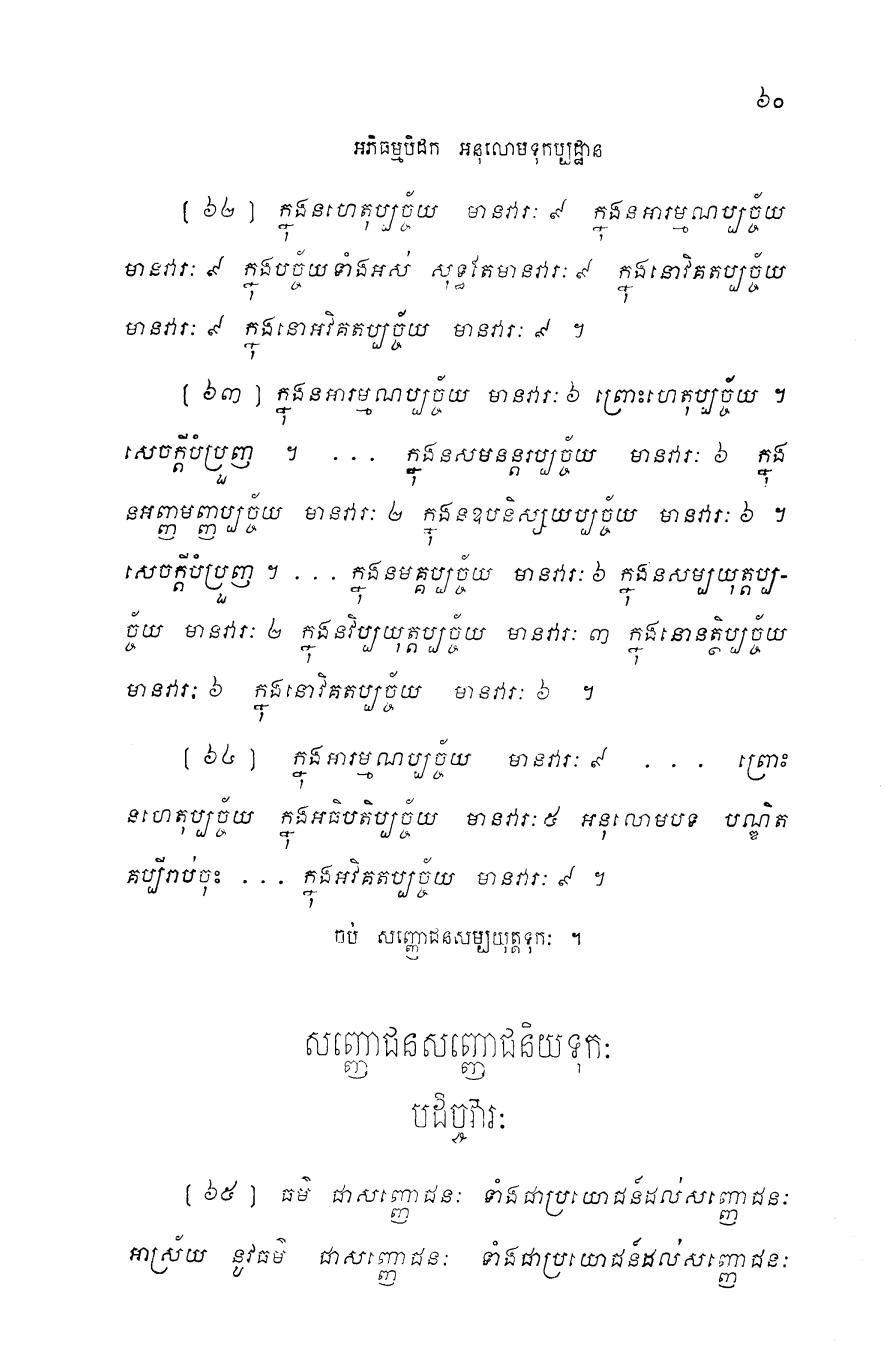 ៦០
អភិធម្មបិដក អនុលោមទុកប្បដ្ឋាន
[ ៦២ ] ក្នុងនហេតុប្បច្ច័យ មានវារៈ ៩ ក្នុងនអារម្មណប្បច្ច័យ
មានវារៈ ៩ ក្នុងបច្ច័យទាំងអស់ សុទ្ធតែមានវារៈ ៩ ក្នុងនោវិគតប្បច្ច័យ
មានវារៈ ៩ ក្នុងនោអវិគតប្បច្ច័យ មានវារៈ ៩ ។
[ ៦៣ ] ក្នុងនអារម្មណប្បច្ច័យ មានវារៈ ៦ ព្រោះហេតុប្បច្ច័យ ។
សេចក្តីបំប្រួញ ។ . . . ក្នុងនសមនន្តរប្បច្ច័យ មានវារៈ ៦ ក្នុង
នអញ្ញមញ្ញប្បច្ច័យ មានវារៈ ២ ក្នុងនឧបនិស្សយប្បច្ច័យ មានវារៈ ៦ ។
សេចក្តីបំប្រួញ ។ . . . ក្នុងនមគ្គប្បច្ច័យ មានវារៈ ៦ ក្នុងនសម្បយុត្តប្ប-
ច្ច័យ មានវារៈ ២ ក្នុងនវិប្បយុត្តប្បច្ច័យ មានវារៈ ៣ ក្នុងនោនត្ថិប្បច្ច័យ
មានវារៈ ៦ ក្នុងនោវិគតប្បច្ច័យ មានវារៈ ៦ ។
[ ៦៤ ] ក្នុងអារម្មណប្បច្ច័យ មានវារៈ ៩ . . . ព្រោះ
នហេតុប្បច្ច័យ ក្នុងអធិបតិប្បច្ច័យ មានវារៈ ៥ អនុលោមបទ បណ្ឌិត
គប្បីរាប់ចុះ . . . ក្នុងអវិគតប្បច្ច័យ មានវារៈ ៩ ។
ចប់ សញ្ញោជនសម្បយុត្តទុកៈ ។
សញ្ញោជនសញ្ញោជនិយទុកៈ
បដិច្ចវារៈ
[ ៦៥ ] ធម៌ ជាសញ្ញោជនៈ ទាំងជាប្រយោជន៍ដល់សញ្ញោជនៈ
អាស្រ័យ នូវធម៌ ជាសញ្ញោជនៈ ទាំងជាប្រយោជន៍ដល់សញ្ញោជនៈ